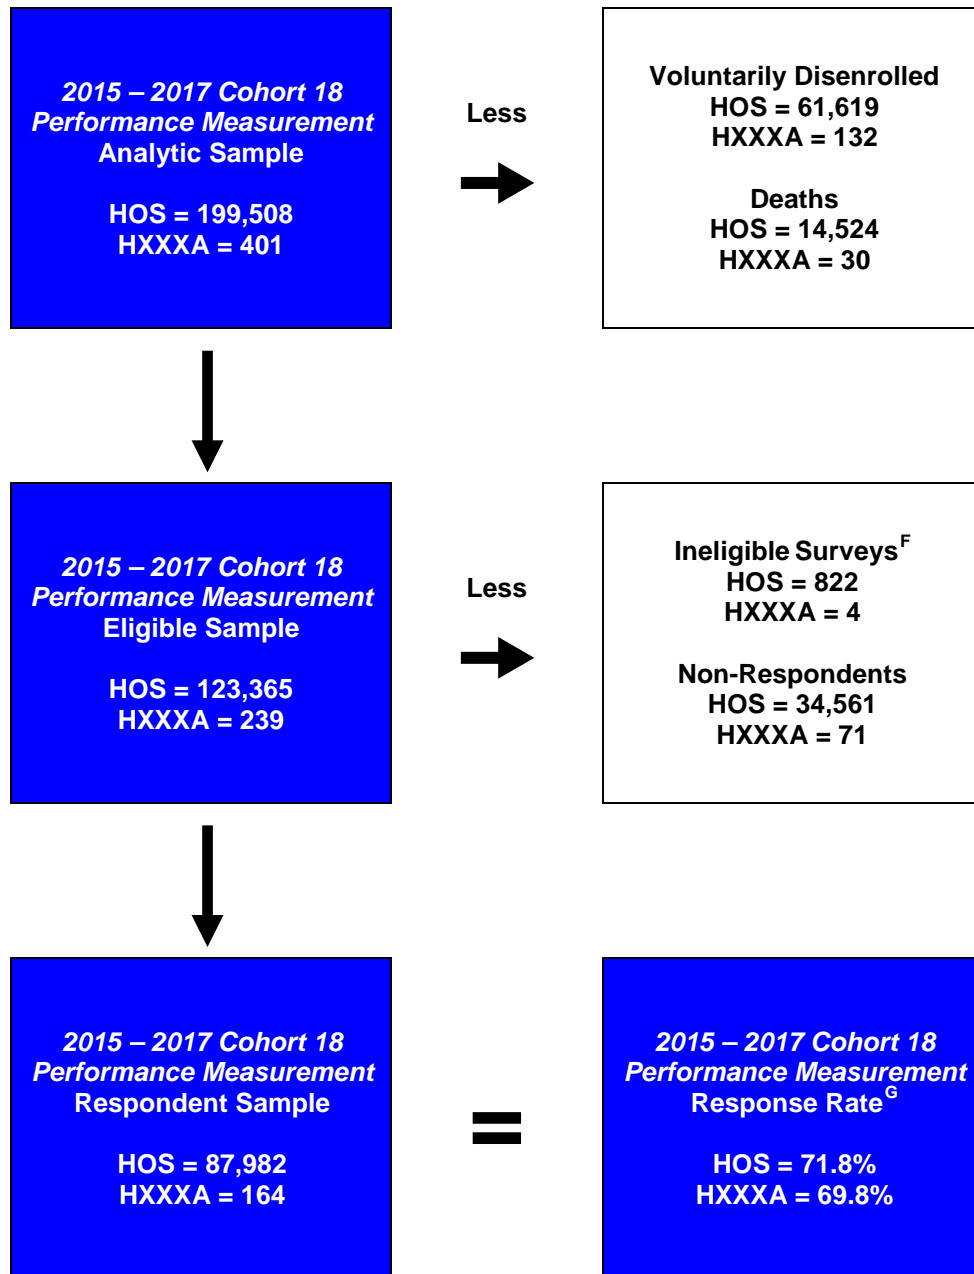 2015 – 2017 Cohort 18
Performance Measurement
Analytic Sample
HOS = 199,508
HXXXA = 401
Less
Voluntarily Disenrolled
HOS = 61,619
HXXXA = 132
Deaths
HOS = 14,524
HXXXA = 30
2015 – 2017 Cohort 18
Performance Measurement
Eligible Sample
HOS = 123,365
HXXXA = 239
Less
Ineligible Surveys F
HOS = 822
HXXXA = 4
Non-Respondents
HOS = 34,561
HXXXA = 71
2015 – 2017 Cohort 18
Performance Measurement
Respondent Sample
HOS = 87,982
HXXXA = 164
=
2015 – 2017 Cohort 18
Performance Measurement
Response Rate G
HOS = 71.8%
HXXXA = 69.8%